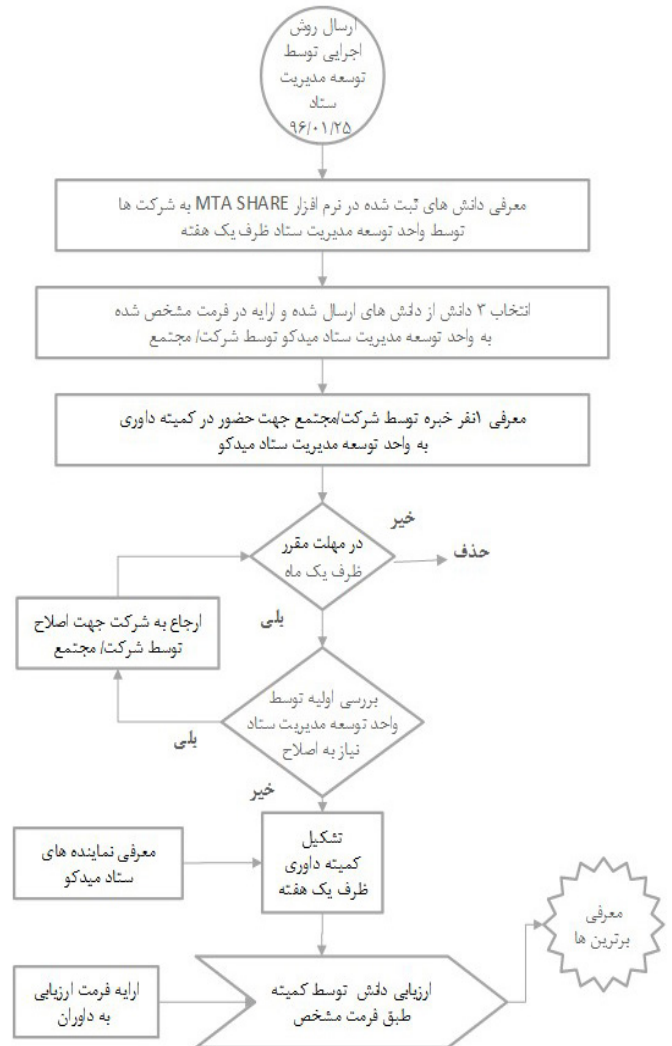 ارسال روش
اجرایی توسط
توسعه مدیریت
ستاد
۹۶/۰۱/۲۵
معرفی دانش های ثبت شده در نرم افزار MTA SHARE به شرکت ها
توسط واحد توسعه مدیریت ستاد ظرف یک هفته
انتخاب ۳ دانش از دانش های ارسال شده و ارایه در فرمت مشخص شده
به واحد توسعه مدیریت ستاد میدکو توسط شرکت/ مجتمع
معرفی ۱نفر خبره توسط شرکت/مجتمع جهت حضور در کمیته داوری
به واحد توسعه مدیریت ستاد میدکو
در مهلت مقرر
ظرف یک ماه
خیر
حذف
بلی
ارجاع به شرکت جهت اصلاح
توسط شرکت/ مجتمع
بررسی اولیه توسط
واحد توسعه مدیریت ستاد
نیاز به اصلاح
بلی
خیر
تشکیل
کمیته داوری
ظرف یک هفته
معرفی نماینده های
ستاد میدکو
ارزیابی دانش توسط کمیته
طبق فرمت مشخص
ارایه فرمت ارزیابی
به داوران
معرفی
برترین ها